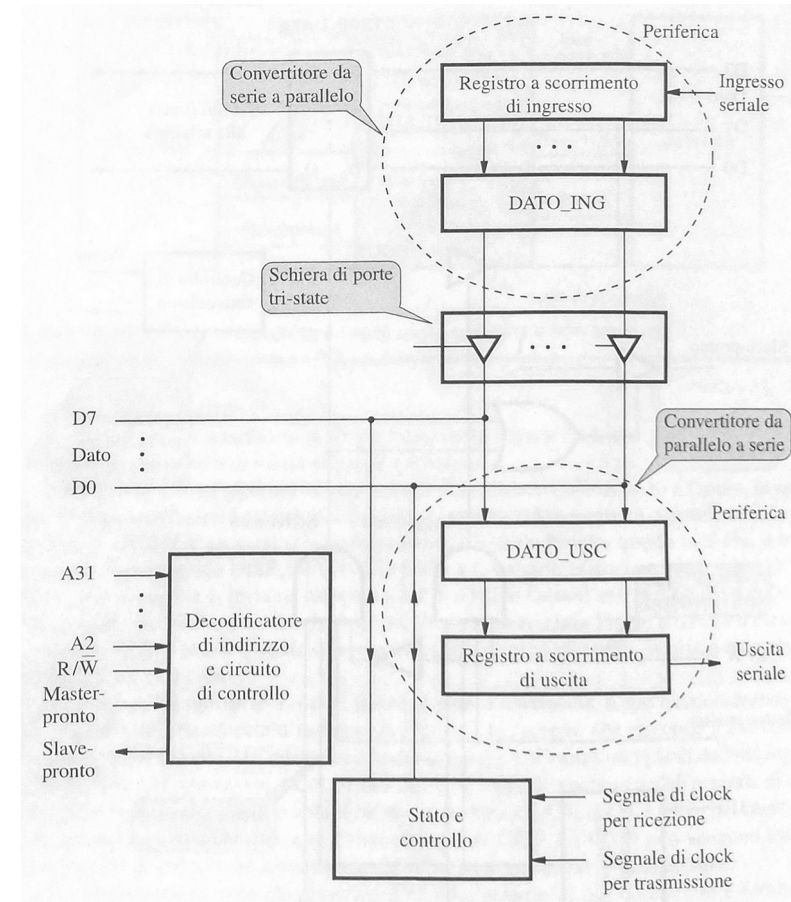 Periferica
Convertitore da
serie a parallelo
Registro a scorrimento
di ingresso
Ingresso
seriale
DATO_ING
Schiera di porte
tri-state
D7
Dato
D0
Convertitore da
parallelo a serie
Periferica
DATO_USC
A31
A2
R/W̅
Master-
pronto
Slave-
pronto
Decodificatore
di indirizzo
e circuito
di controllo
Registro a scorrimento
di uscita
Uscita
seriale
Stato e
controllo
Segnale di clock
per ricezione
Segnale di clock
per trasmissione